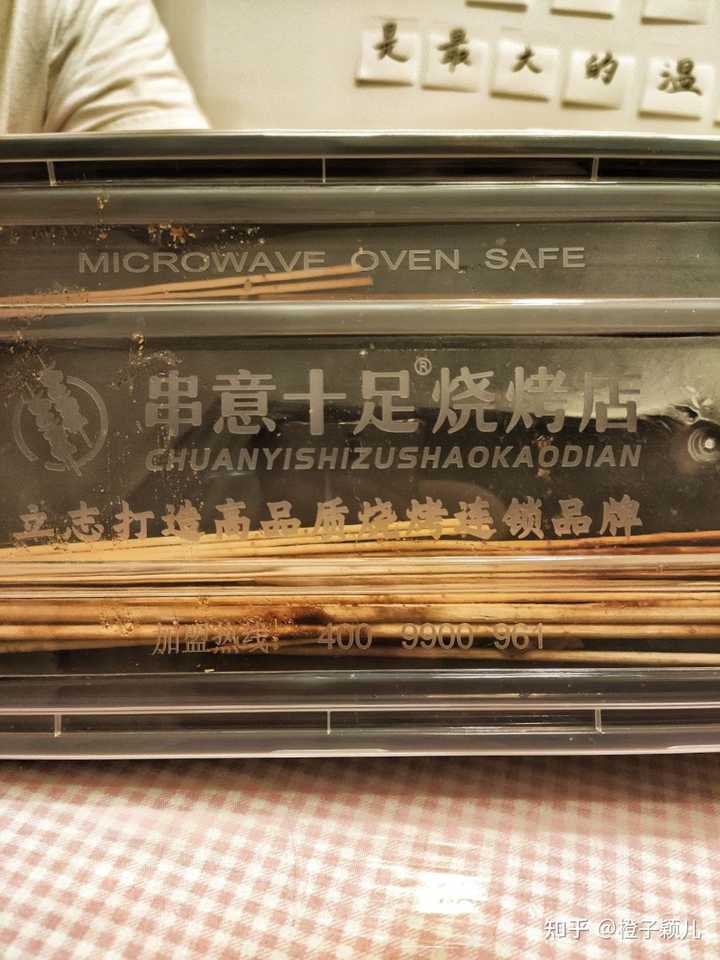 是最大的温
MICROWAVE OVEN SAFE
串意十足®烧烤店
CHUANYISHIZUSHAOKAODIAN
立志打造高品质烧烤连锁品牌
加盟热线: 400 9900 961
知乎 @橙子颖儿